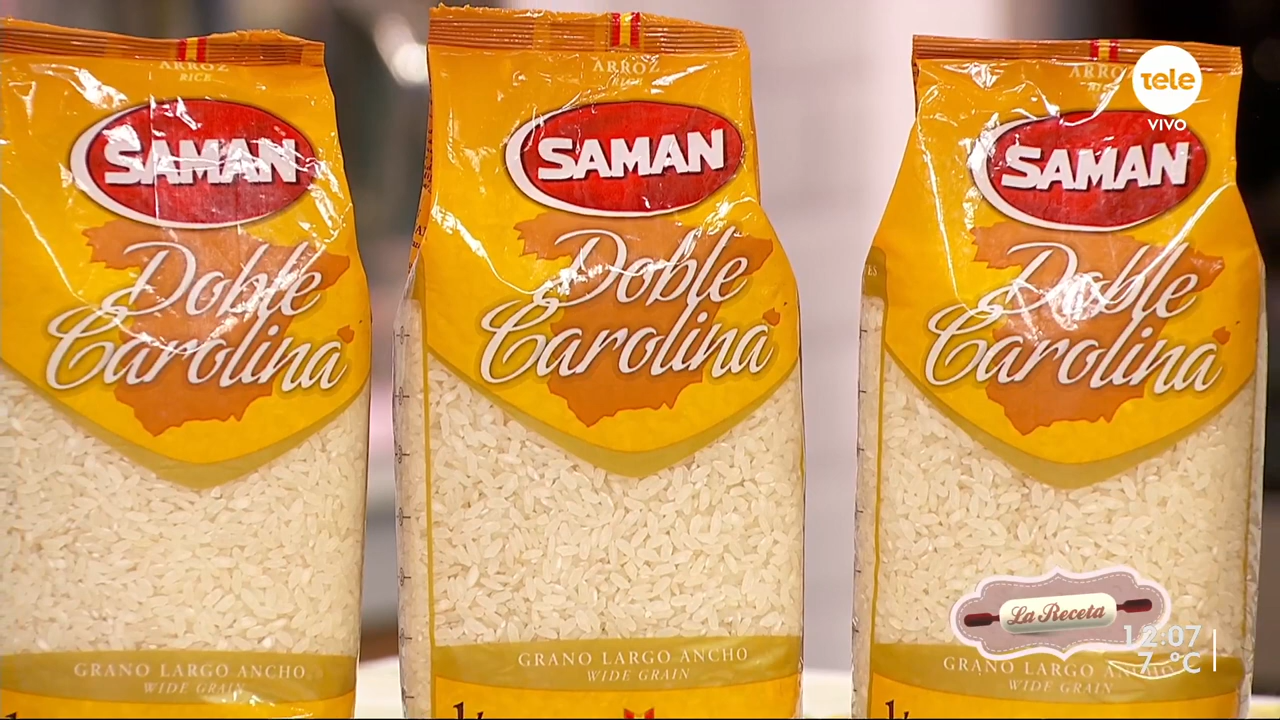 ARROZ
RICE
SAMAN
Doble
Carolina
GRANO LARGO ANCHO
WIDE GRAIN
ARROZ
RICE
SAMAN
Doble
Carolina
GRANO LARGO ANCHO
WIDE GRAIN
ARROZ
RICE
SAMAN
Doble
Carolina
GRANO LARGO ANCHO
WIDE GRAIN
tele
VIVO
La Receta
12:07
7 °C